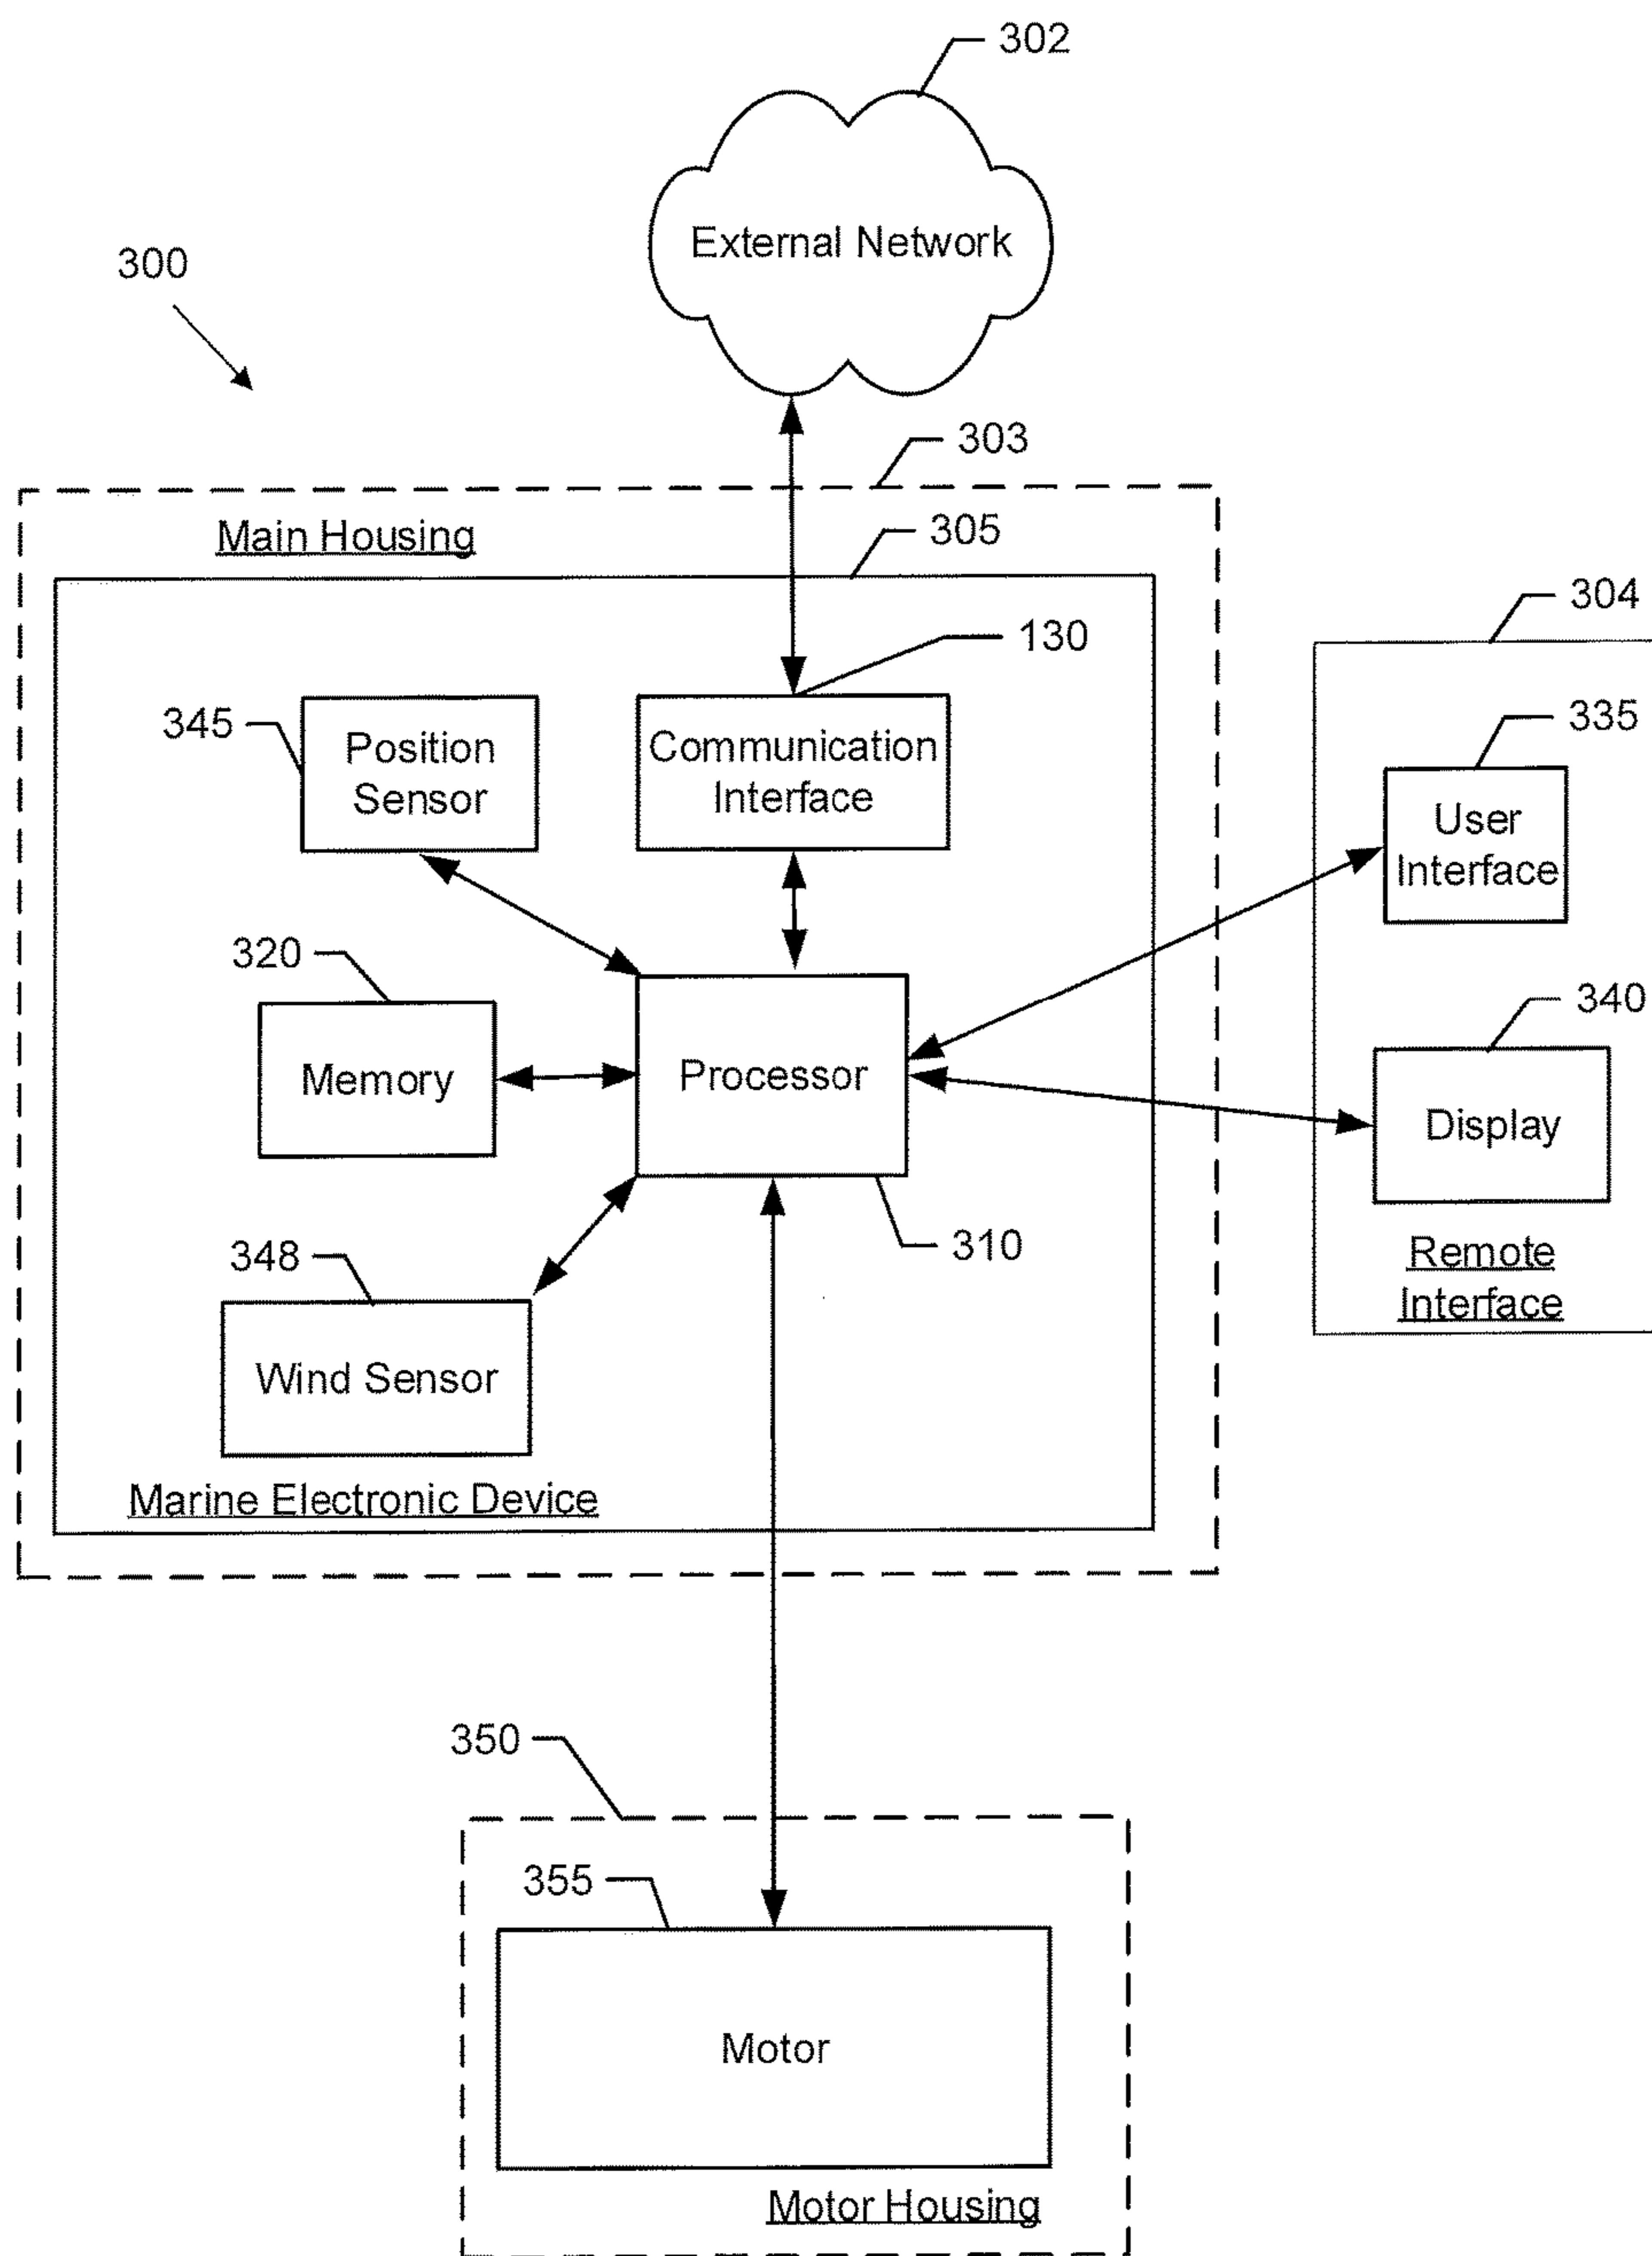 302
External Network
300
303
Main Housing
305
304
130
345
Position
Sensor
Communication
Interface
335
User
Interface
320
Memory
Processor
340
Display
348
310
Remote
Interface
Wind Sensor
Marine Electronic Device
350
355
Motor
Motor Housing